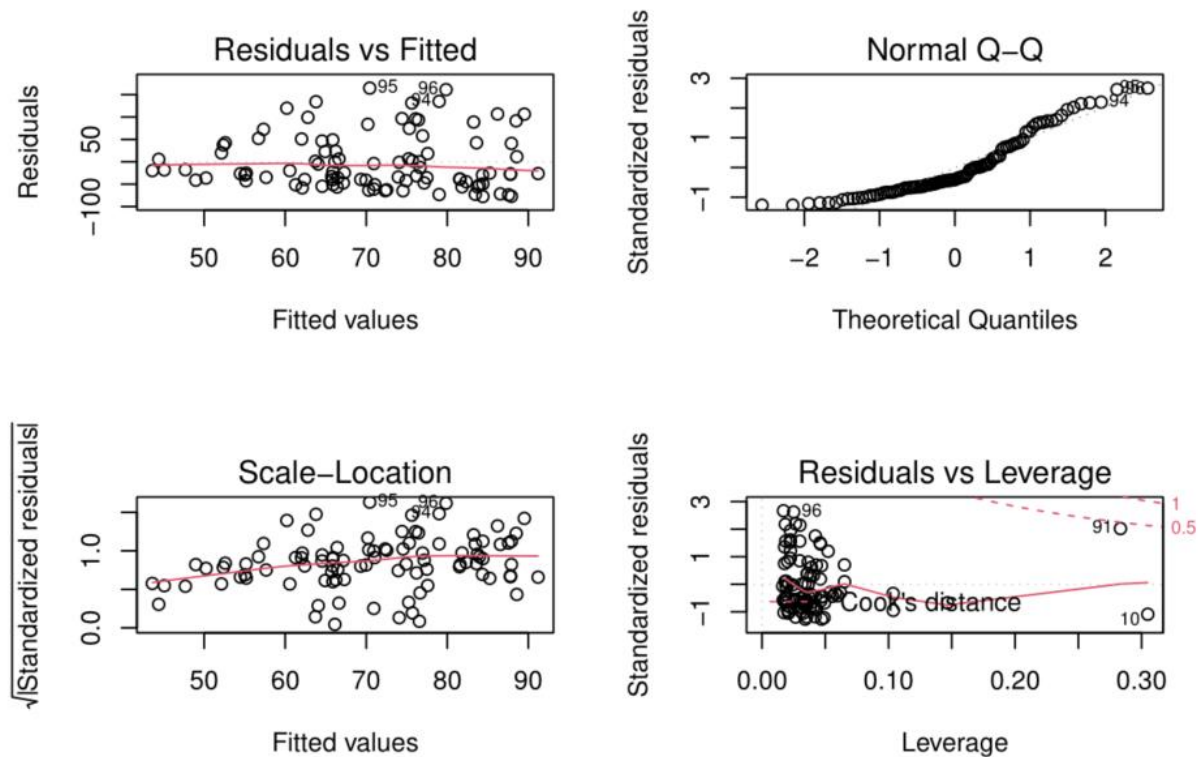 Residuals vs Fitted
Residuals
50
-100
95
96
94
50 60 70 80 90
Fitted values
Normal Q-Q
Standardized residuals
3
1
-1
94
-2 -1 0 1 2
Theoretical Quantiles
Scale-Location
√|Standardized residuals|
1.0
0.0
95
96
94
50 60 70 80 90
Fitted values
Residuals vs Leverage
Standardized residuals
3
1
-1
96
91
10
1
0.5
Cook's distance
0.00 0.10 0.20 0.30
Leverage